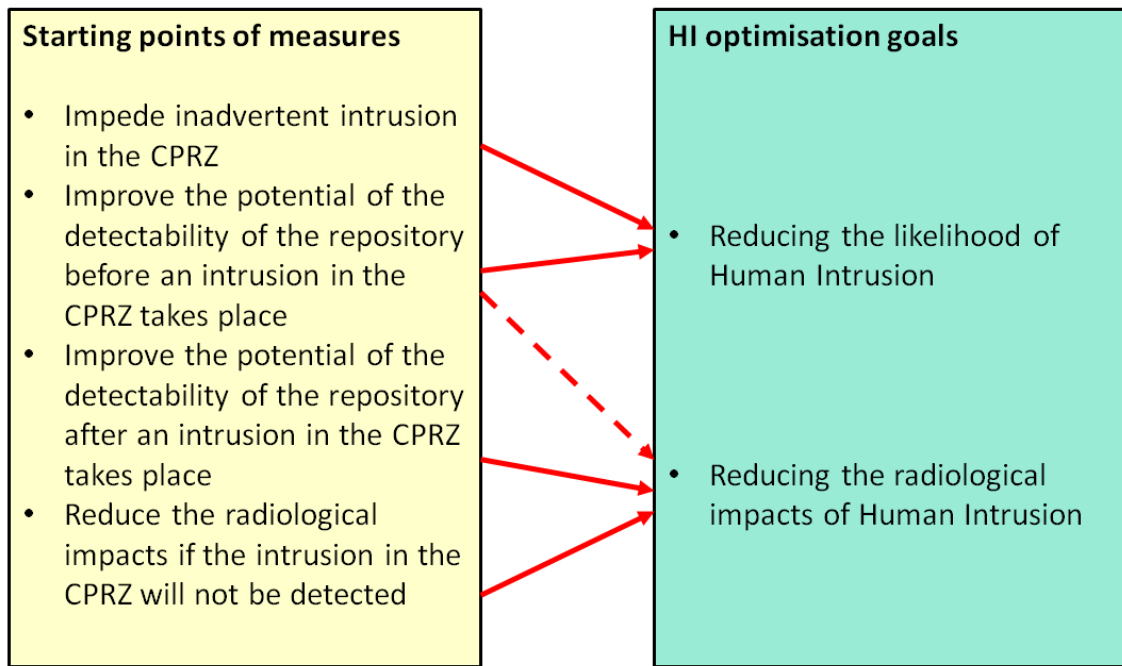 Starting points of measures
• Impede inadvertent intrusion
in the CPRZ
• Improve the potential of the
detectability of the repository
before an intrusion in the
CPRZ takes place
• Improve the potential of the
detectability of the repository
after an intrusion in the CPRZ
takes place
• Reduce the radiological
impacts if the intrusion in the
CPRZ will not be detected
HI optimisation goals
• Reducing the likelihood of
Human Intrusion
• Reducing the radiological
impacts of Human Intrusion